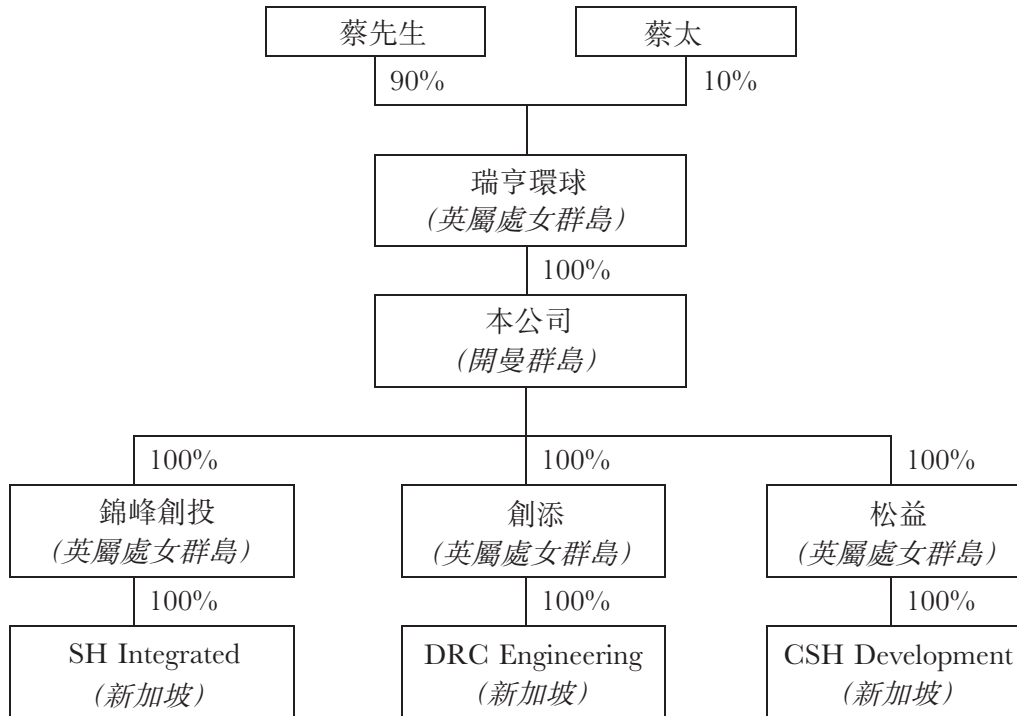 蔡先生
蔡太
90%
10%
瑞亨環球
(英屬處女群島)
100%
本公司
(開曼群島)
100%
100%
100%
錦峰創投
(英屬處女群島)
創添
(英屬處女群島)
松益
(英屬處女群島)
100%
100%
100%
SH Integrated
(新加坡)
DRC Engineering
(新加坡)
CSH Development
(新加坡)